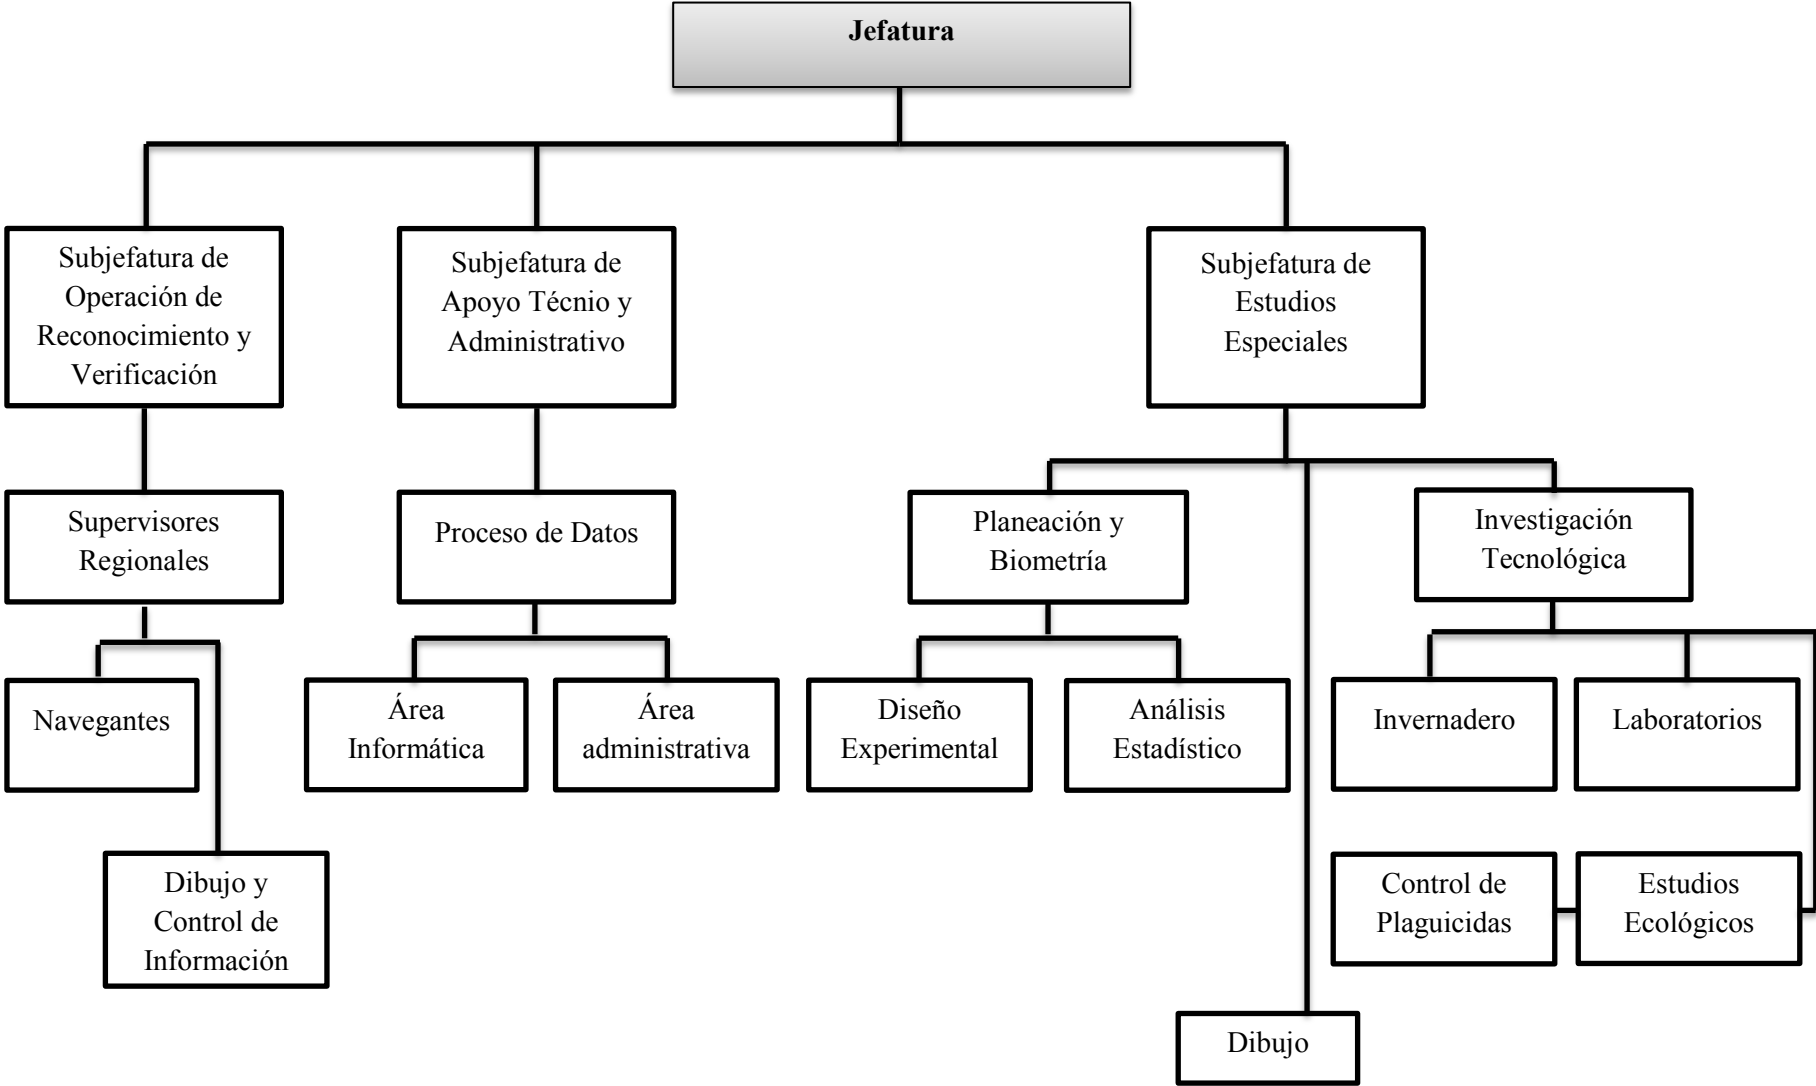 Jefatura
Subjefatura de
Operación de
Reconocimiento y
Verificación
Subjefatura de
Apoyo Técnio y
Administrativo
Subjefatura de
Estudios
Especiales
Supervisores
Regionales
Proceso de Datos
Planeación y
Biometría
Investigación
Tecnológica
Navegantes
Área
Informática
Área
administrativa
Diseño
Experimental
Análisis
Estadístico
Invernadero
Laboratorios
Dibujo y
Control de
Información
Control de
Plaguicidas
Estudios
Ecológicos
Dibujo